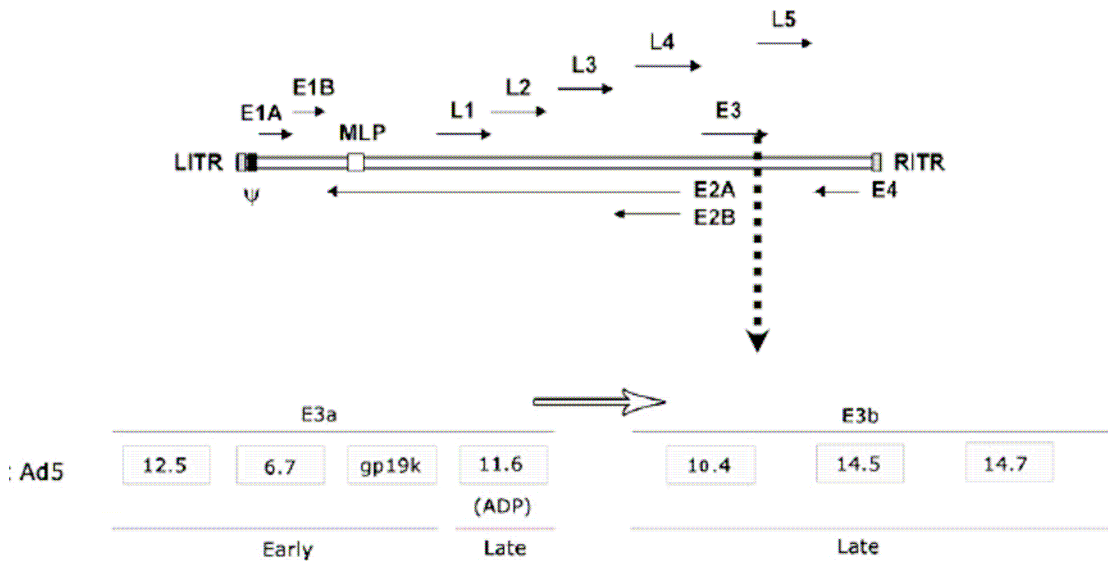 L5
L4
L3
E1B L2
E1A L1 E3
MLP
LITR RITR
ψ E2A E4
E2B
E3a E3b
: Ad5 12.5 6.7 gp19k 11.6 10.4 14.5 14.7
(ADP)
Early Late Late